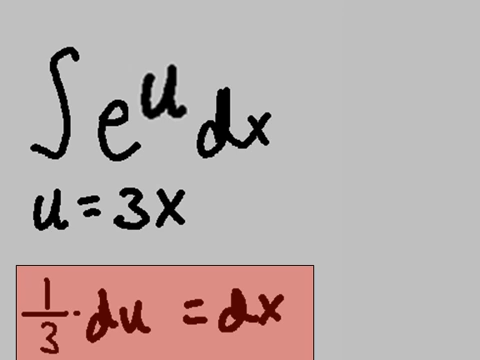 ∫ e^u dx
u = 3x
1/3 · du = dx